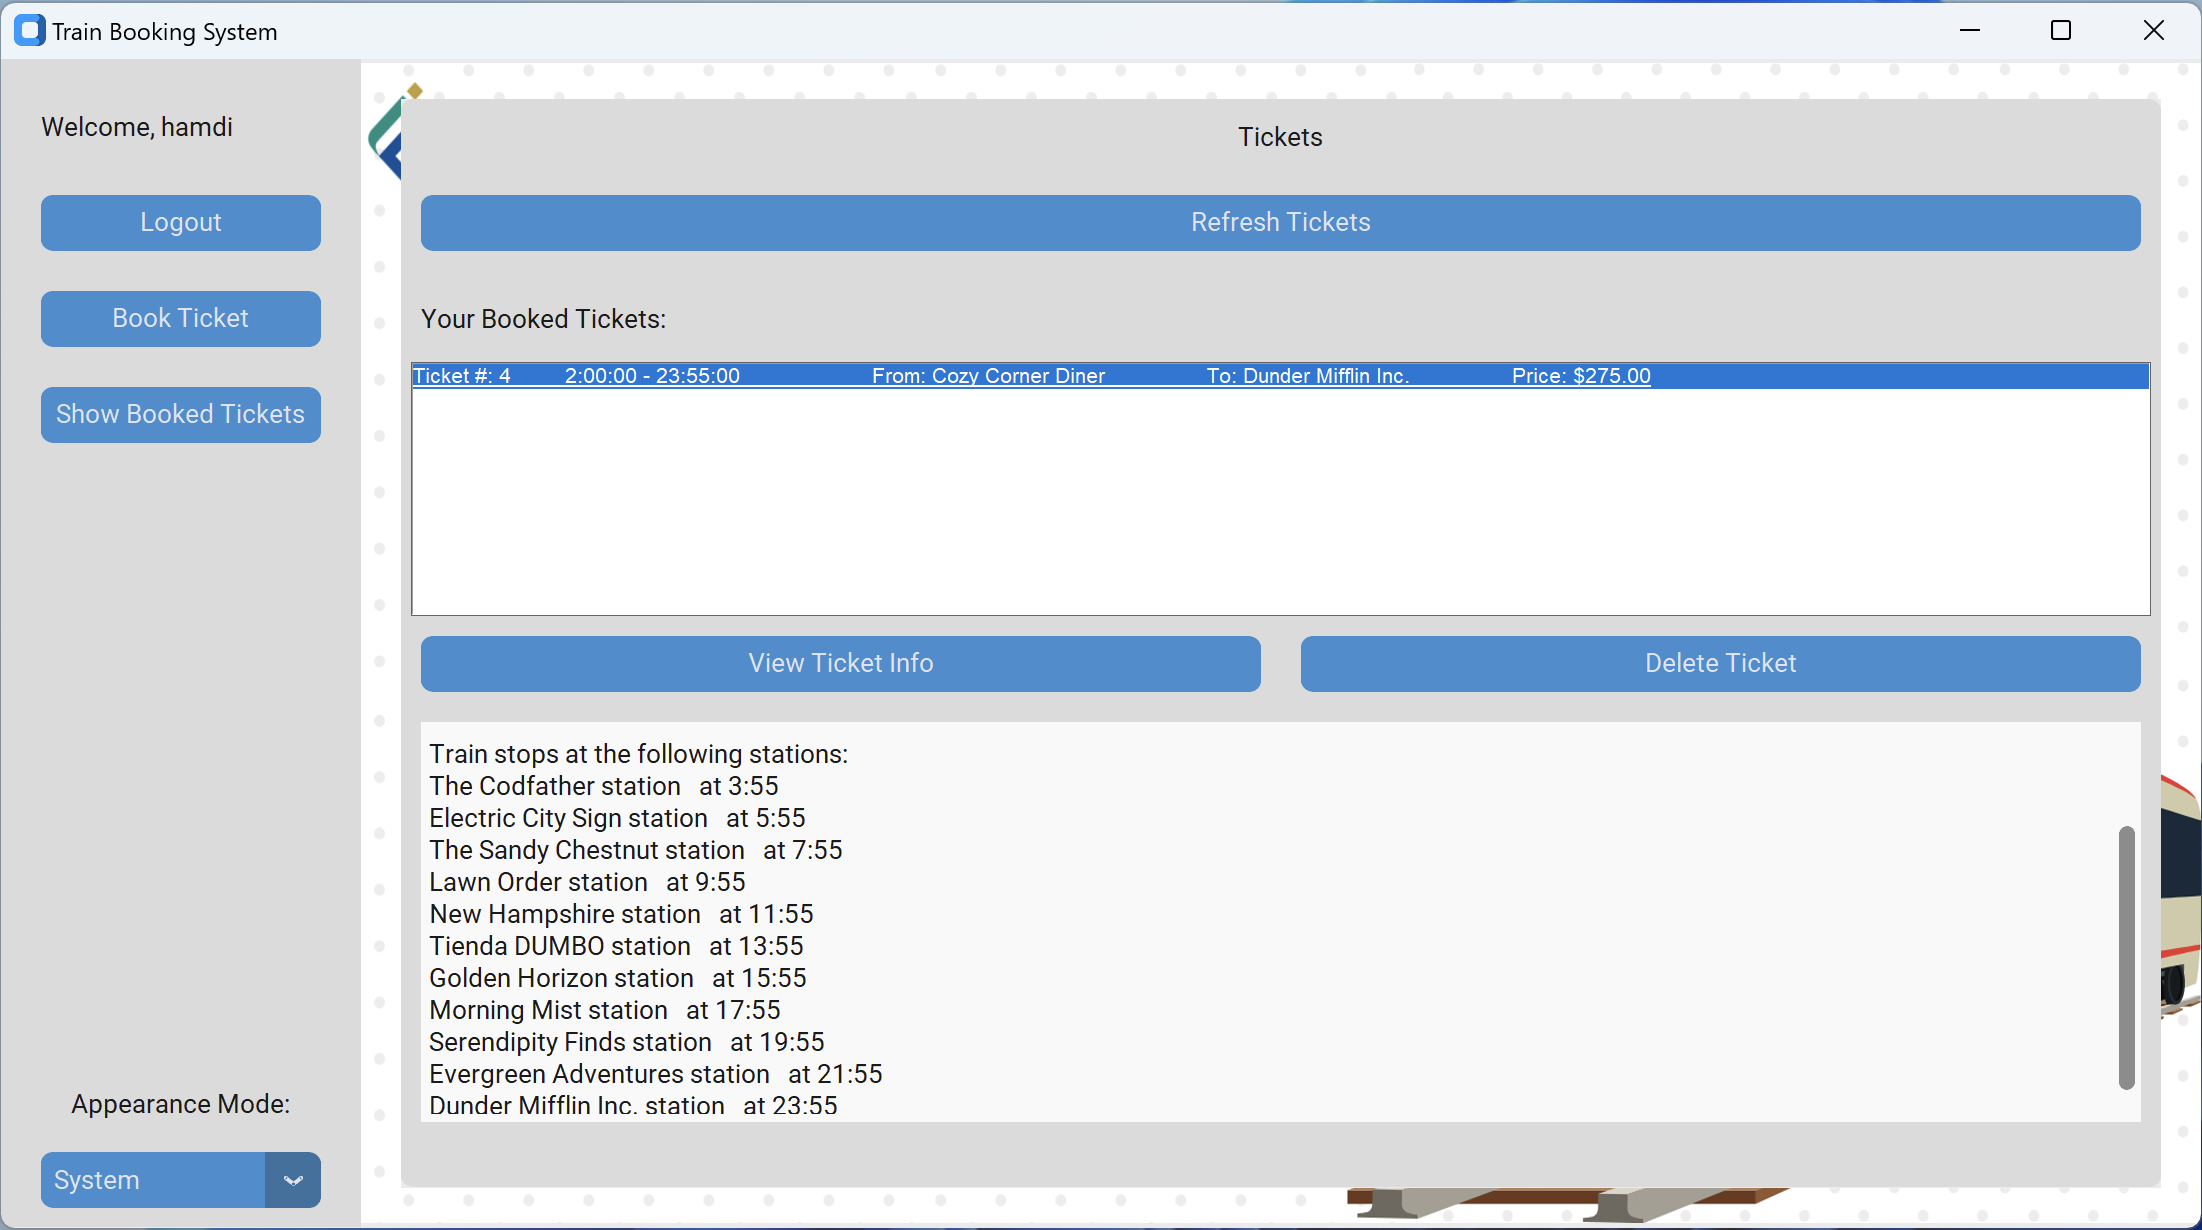 Train Booking System
Welcome, hamdi
Logout
Book Ticket
Show Booked Tickets
Appearance Mode:
System
Tickets
Refresh Tickets
Your Booked Tickets:
Ticket #: 4 2:00:00 - 23:55:00 From: Cozy Corner Diner To: Dunder Mifflin Inc. Price: $275.00
View Ticket Info
Delete Ticket
Train stops at the following stations:
The Codfather station at 3:55
Electric City Sign station at 5:55
The Sandy Chestnut station at 7:55
Lawn Order station at 9:55
New Hampshire station at 11:55
Tienda DUMBO station at 13:55
Golden Horizon station at 15:55
Morning Mist station at 17:55
Serendipity Finds station at 19:55
Evergreen Adventures station at 21:55
Dunder Mifflin Inc. station at 23:55